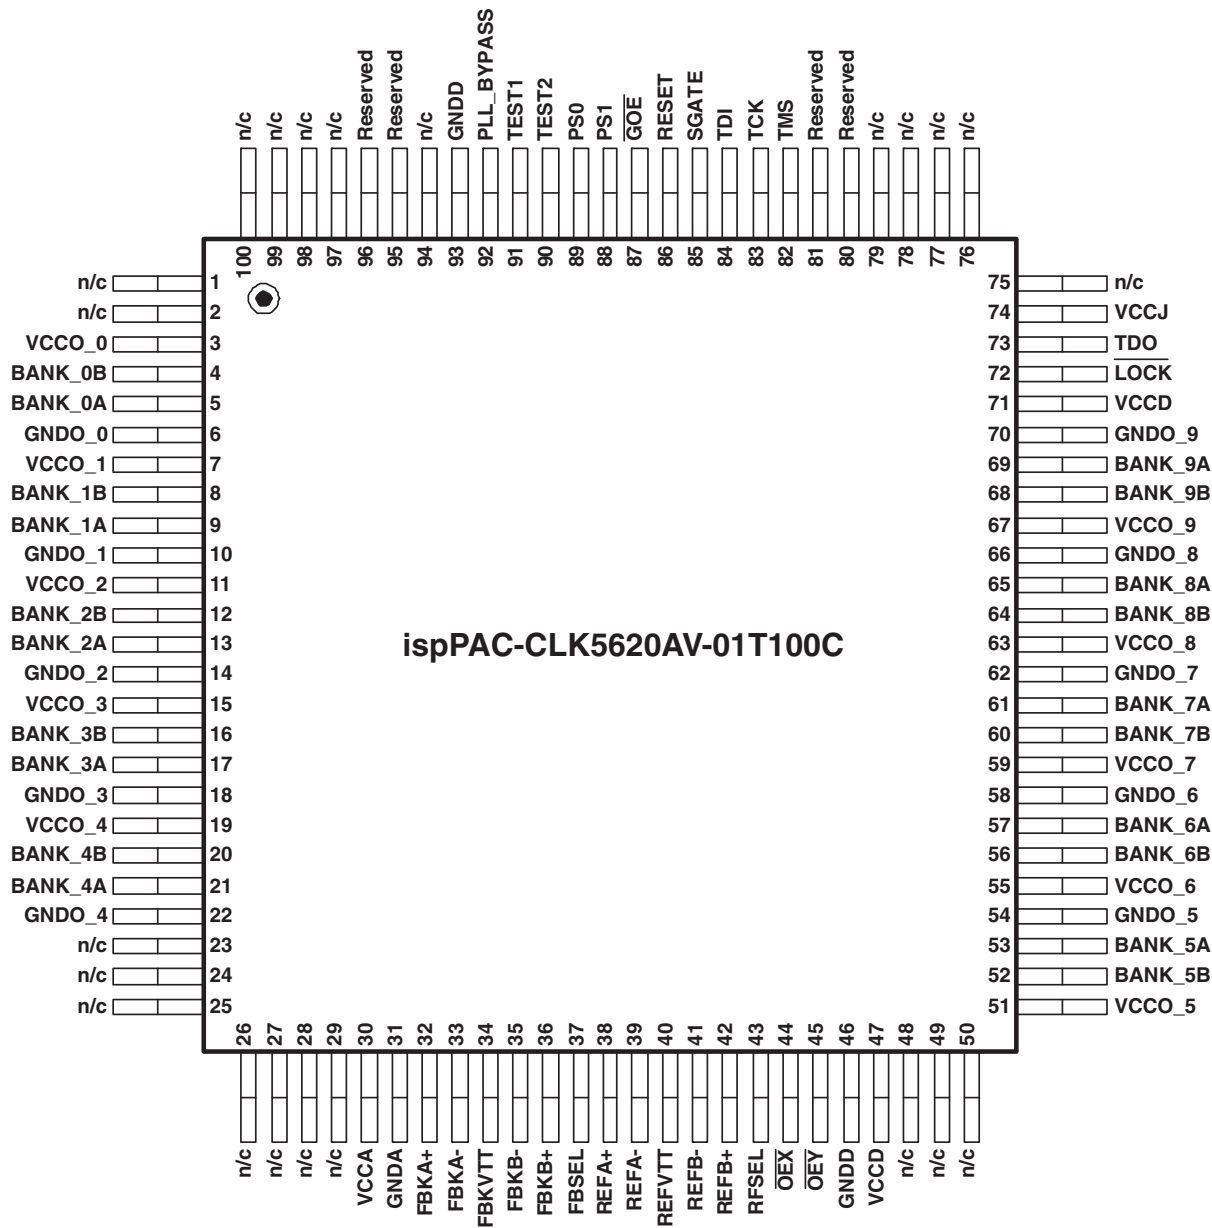 n/c n/c n/c n/c Reserved Reserved n/c GNDD PLL_BYPASS TEST1 TEST2 PS0 PS1 GOE RESET SGATE TDI TCK TMS Reserved Reserved n/c n/c n/c n/c
100 99 98 97 96 95 94 93 92 91 90 89 88 87 86 85 84 83 82 81 80 79 78 77 76
n/c 1 75 n/c
n/c 2 74 VCCJ
VCCO_0 3 73 TDO
BANK_0B 4 72 LOCK
BANK_0A 5 71 VCCD
GNDO_0 6 70 GNDO_9
VCCO_1 7 69 BANK_9A
BANK_1B 8 68 BANK_9B
BANK_1A 9 67 VCCO_9
GNDO_1 10 66 GNDO_8
VCCO_2 11 65 BANK_8A
BANK_2B 12 64 BANK_8B
BANK_2A 13 63 VCCO_8
ispPAC-CLK5620AV-01T100C
GNDO_2 14 62 GNDO_7
VCCO_3 15 61 BANK_7A
BANK_3B 16 60 BANK_7B
BANK_3A 17 59 VCCO_7
GNDO_3 18 58 GNDO_6
VCCO_4 19 57 BANK_6A
BANK_4B 20 56 BANK_6B
BANK_4A 21 55 VCCO_6
GNDO_4 22 54 GNDO_5
n/c 23 53 BANK_5A
n/c 24 52 BANK_5B
n/c 25 51 VCCO_5
26 27 28 29 30 31 32 33 34 35 36 37 38 39 40 41 42 43 44 45 46 47 48 49 50
n/c n/c n/c n/c VCCA GNDA FBKA+ FBKA- FBKVTT FBKB- FBKB+ FBSEL REFA+ REFA- REFVTT REFB- REFB+ RFSEL OEX OEY GNDD VCCD n/c n/c n/c